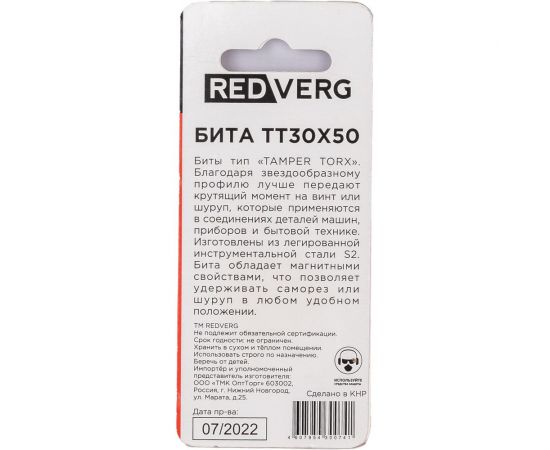 REDVERG
БИТА TT30X50
Биты тип «TAMPER TORX».
Благодаря звездообразному
профилю лучше передают
крутящий момент на винт или
шуруп, которые применяются
в соединениях деталей машин,
приборов и бытовой технике.
Изготовлены из легированной
инструментальной стали S2.
Бита обладает магнитными
свойствами, что позволяет
удерживать саморез или
шуруп в любом удобном
положении.
ТМ REDVERG
Не подлежит обязательной сертификации.
Срок годности: не ограничен.
Хранить в сухом и тёплом помещении.
Использовать строго по назначению.
Беречь от детей.
Импортёр и уполномоченный
представитель изготовителя:
ООО «ТМК ОптТорг» 603002,
Россия, г. Нижний Новгород,
ул. Марата, д.25.
ИСПОЛЬЗУЙТЕ
СРЕДСТВА ЗАЩИТЫ
Сделано в КНР
Дата пр-ва:
07/2022